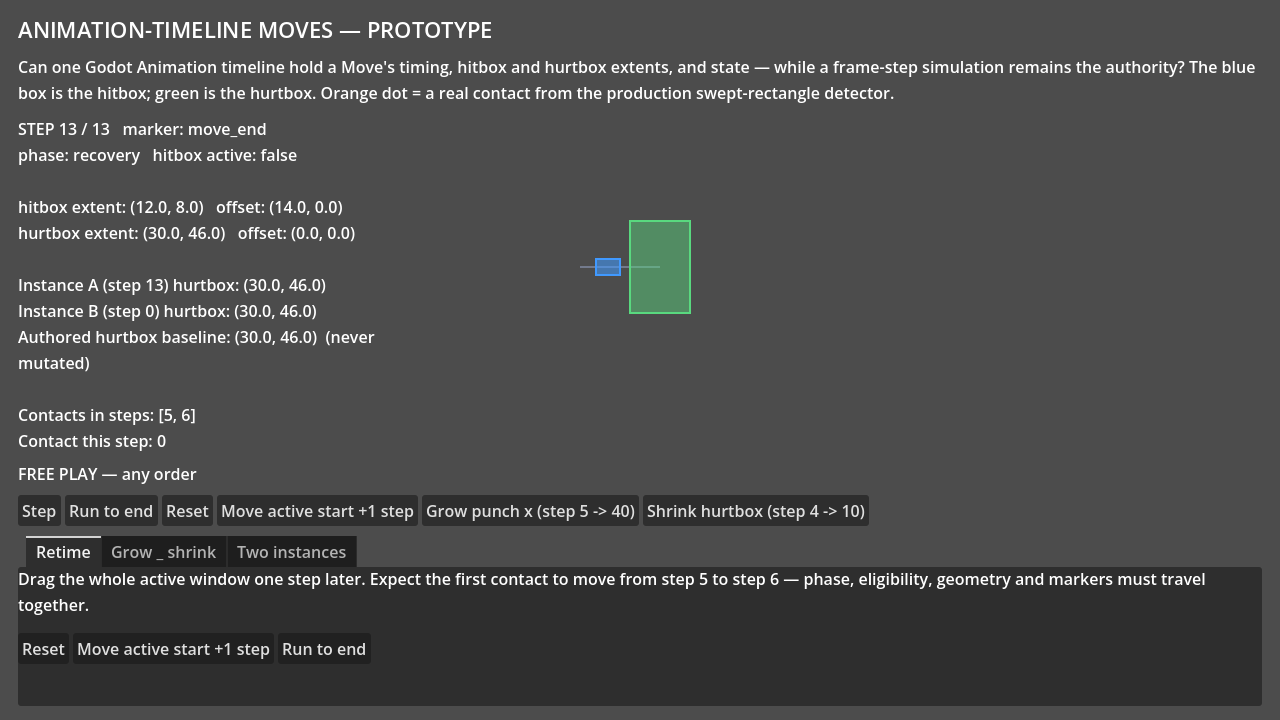 ANIMATION-TIMELINE MOVES — PROTOTYPE
Can one Godot Animation timeline hold a Move's timing, hitbox and hurtbox extents, and state — while a frame-step simulation remains the authority? The blue
box is the hitbox; green is the hurtbox. Orange dot = a real contact from the production swept-rectangle detector.
STEP 13 / 13   marker: move_end
phase: recovery   hitbox active: false
hitbox extent: (12.0, 8.0)   offset: (14.0, 0.0)
hurtbox extent: (30.0, 46.0)   offset: (0.0, 0.0)
Instance A (step 13) hurtbox: (30.0, 46.0)
Instance B (step 0) hurtbox: (30.0, 46.0)
Authored hurtbox baseline: (30.0, 46.0)  (never
mutated)
Contacts in steps: [5, 6]
Contact this step: 0
FREE PLAY — any order
Step Run to end Reset Move active start +1 step Grow punch x (step 5 -> 40) Shrink hurtbox (step 4 -> 10)
Retime Grow _ shrink Two instances
Drag the whole active window one step later. Expect the first contact to move from step 5 to step 6 — phase, eligibility, geometry and markers must travel
together.
Reset Move active start +1 step Run to end